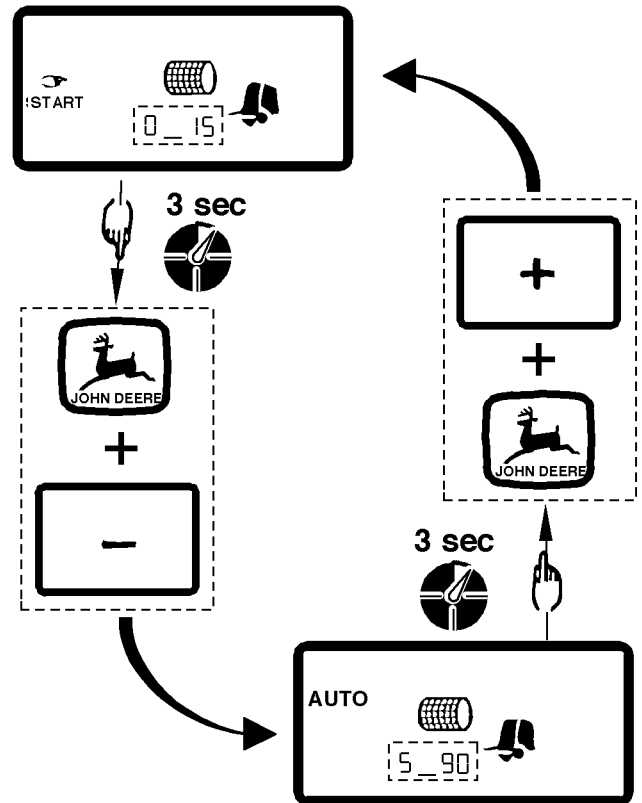 START
0_15
3 sec
JOHN DEERE
+
-
+
+
JOHN DEERE
3 sec
AUTO
5_90